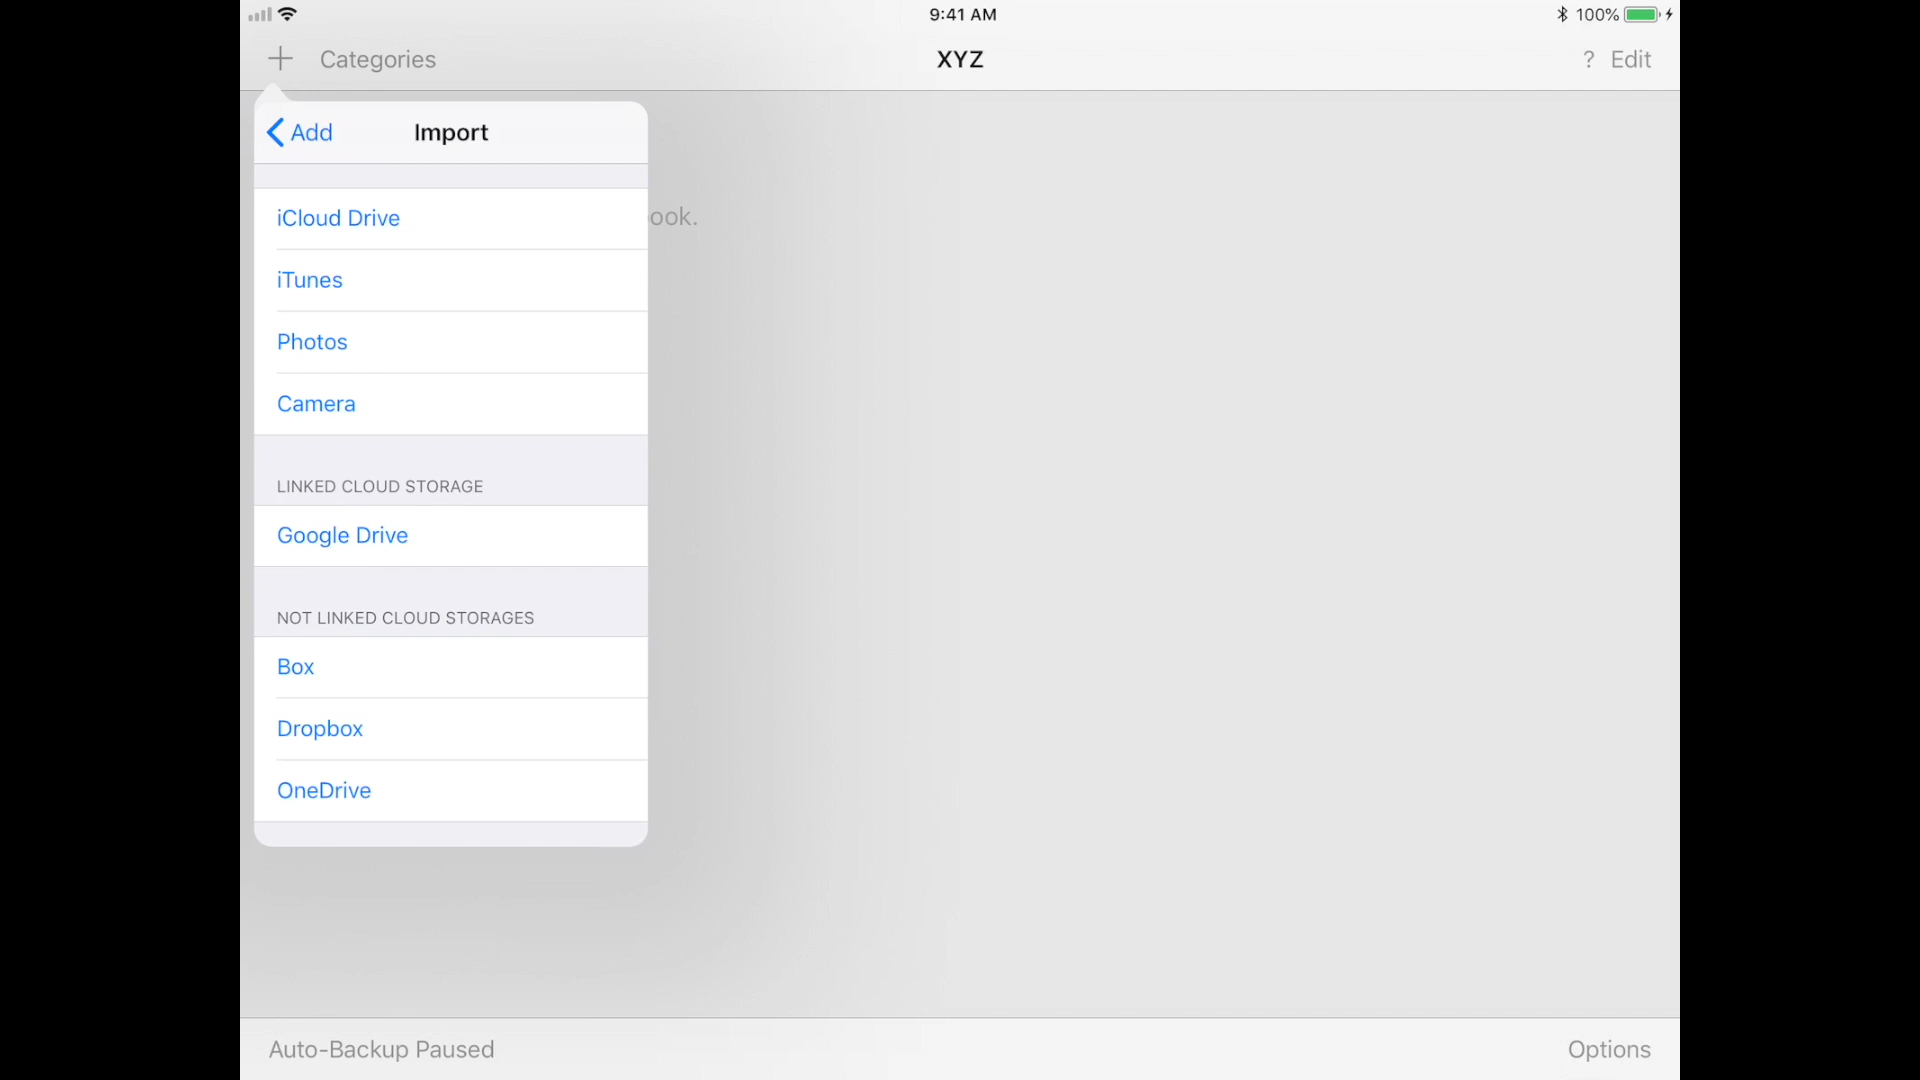 9:41 AM
100%
Categories
XYZ
? Edit
Add
Import
iCloud Drive
ook.
iTunes
Photos
Camera
LINKED CLOUD STORAGE
Google Drive
NOT LINKED CLOUD STORAGES
Box
Dropbox
OneDrive
Auto-Backup Paused
Options